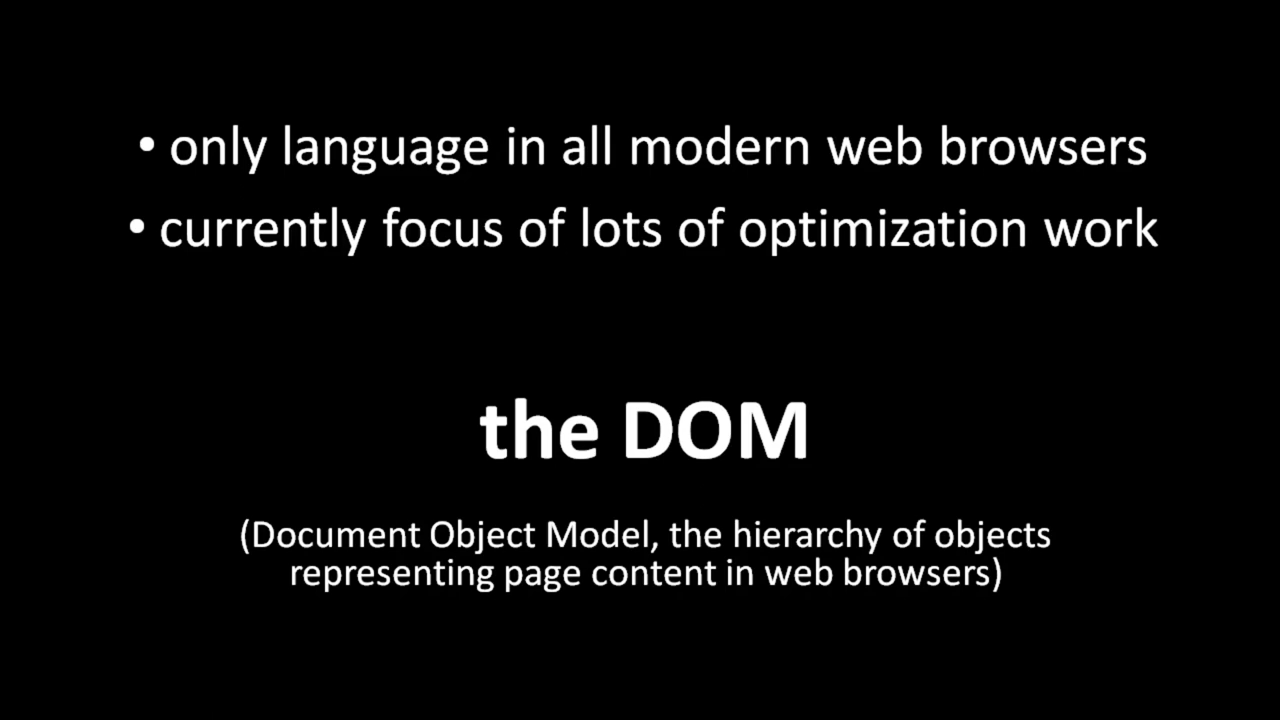 • only language in all modern web browsers
• currently focus of lots of optimization work
the DOM
(Document Object Model, the hierarchy of objects
representing page content in web browsers)